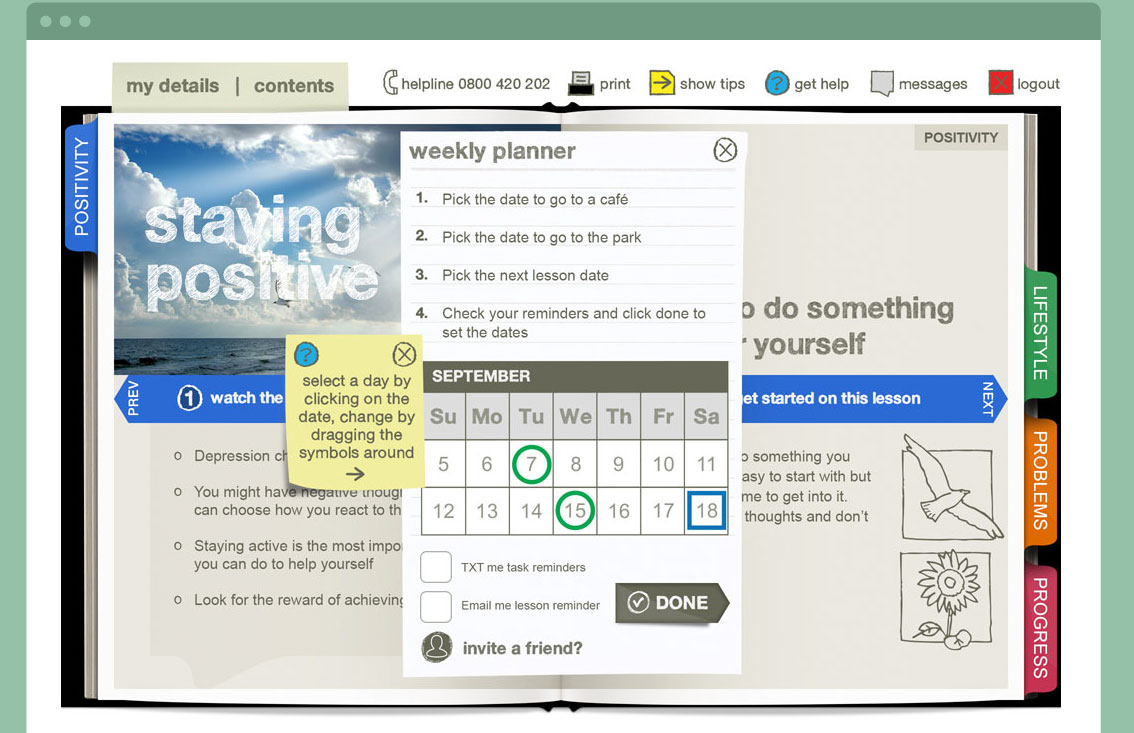 my details | contents
helpline 0800 420 202
print
show tips
get help
messages
logout
POSITIVITY
staying
positive
weekly planner
1. Pick the date to go to a café
2. Pick the date to go to the park
3. Pick the next lesson date
4. Check your reminders and click done to
set the dates
POSITIVITY
do something
yourself
? select a day by
clicking on the
date, change by
dragging the
symbols around
PREV
1 watch the
started on this lesson
NEXT
SEPTEMBER
Su Mo Tu We Th Fr Sa
5 6 7 8 9 10 11
12 13 14 15 16 17 18
TXT me task reminders
Email me lesson reminder
DONE
invite a friend?
o Depression
o You might have negative
can choose how you react to
o Staying active is the most
you can do to help yourself
o Look for the reward of achieving
something you
to start with but
me to get into it.
thoughts and don't
LIFESTYLE
PROBLEMS
PROGRESS